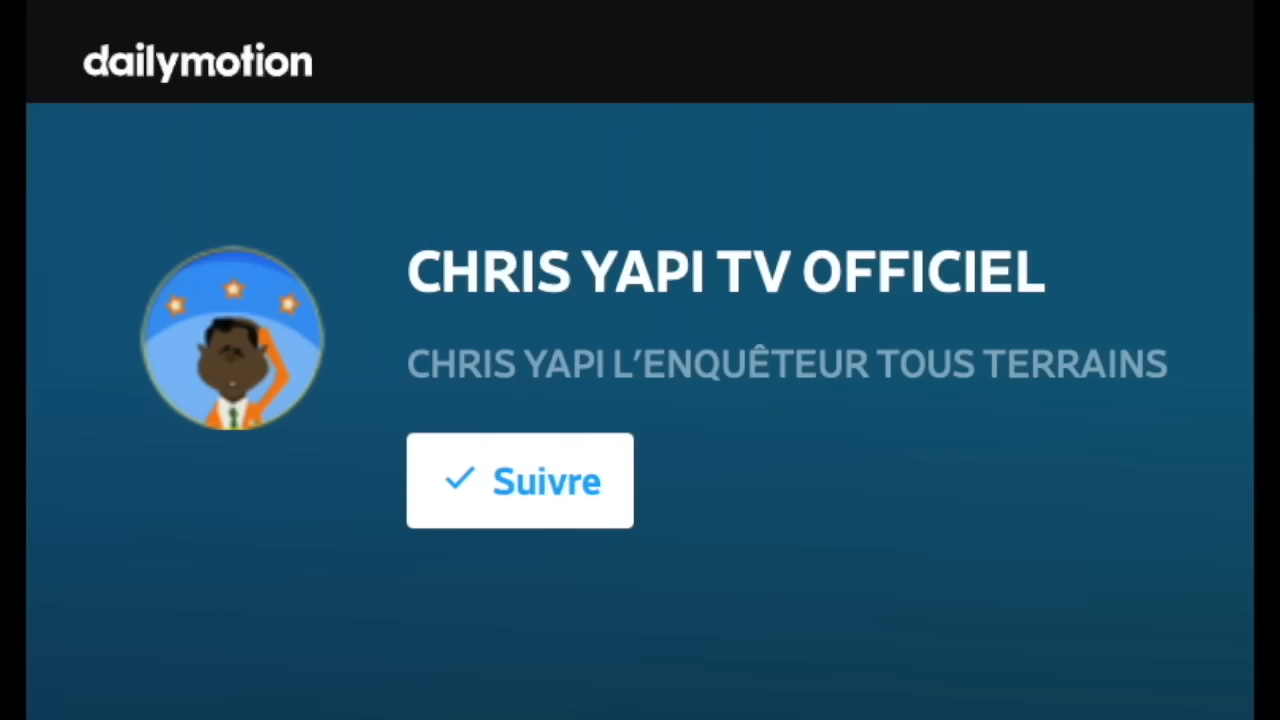 dailymotion
CHRIS YAPI TV OFFICIEL
CHRIS YAPI L’ENQUÊTEUR TOUS TERRAINS
Suivre